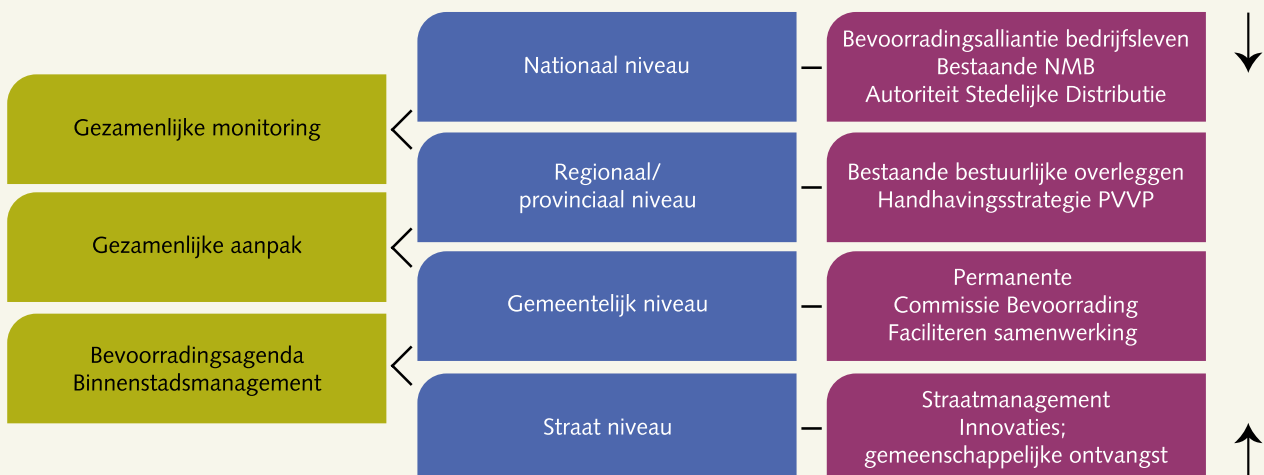 Gezamenlijke monitoring
Gezamenlijke aanpak
Bevoorradingsagenda
Binnenstadsmanagement
Nationaal niveau
Regionaal/
provinciaal niveau
Gemeentelijk niveau
Straat niveau
Bevoorradingsalliantie bedrijfsleven
Bestaande NMB
Autoriteit Stedelijke Distributie
Bestaande bestuurlijke overleggen
Handhavingsstrategie PVVP
Permanente
Commissie Bevoorrading
Faciliteren samenwerking
Straatmanagement
Innovaties;
gemeenschappelijke ontvangst